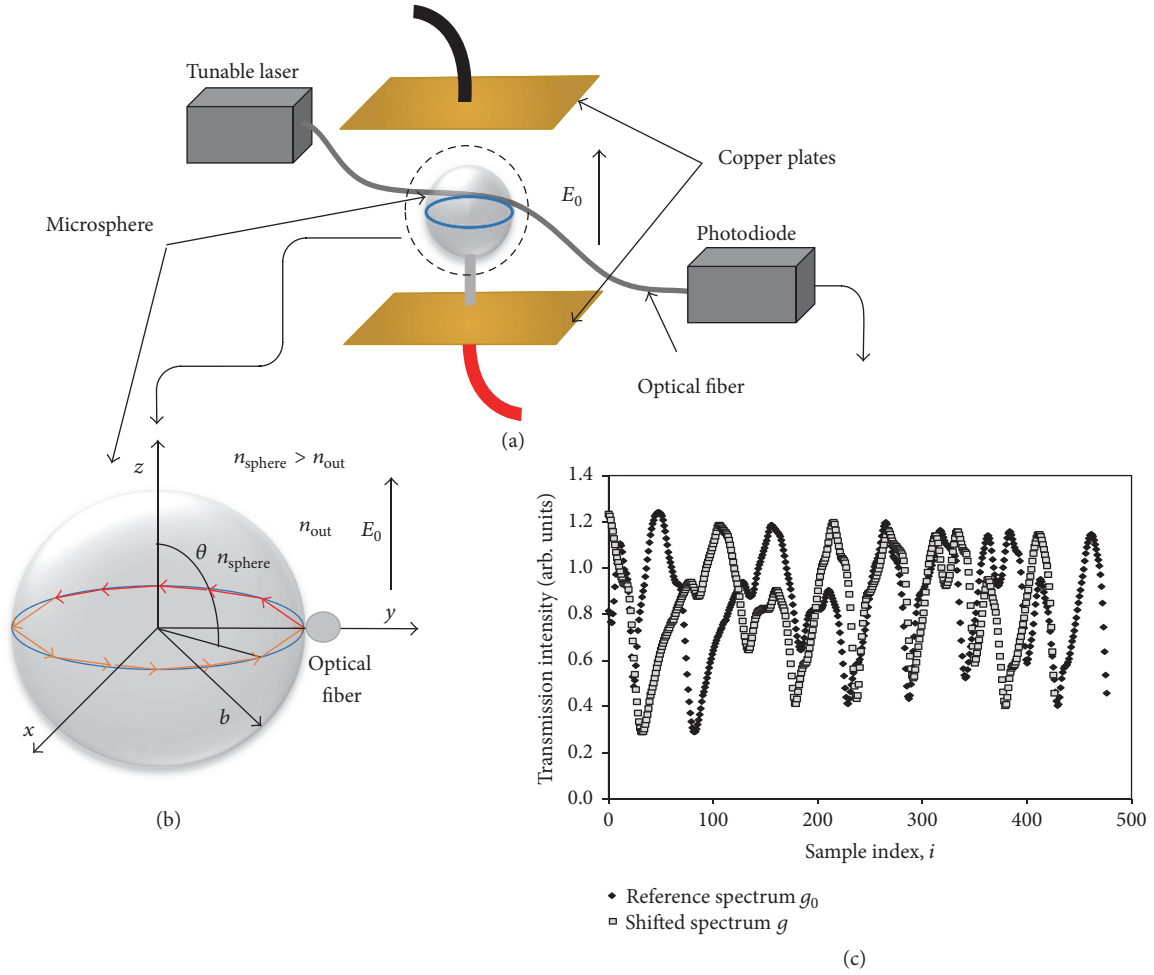 Tunable laser
Copper plates
E0
Microsphere
Photodiode
Optical fiber
(a)
z
nsphere > nout
nout
E0
θ
nsphere
y
Optical
fiber
b
x
(b)
Transmission intensity (arb. units)
1.4
1.2
1.0
0.8
0.6
0.4
0.2
0.0
0
100
200
300
400
500
Sample index, i
Reference spectrum g0
Shifted spectrum g
(c)